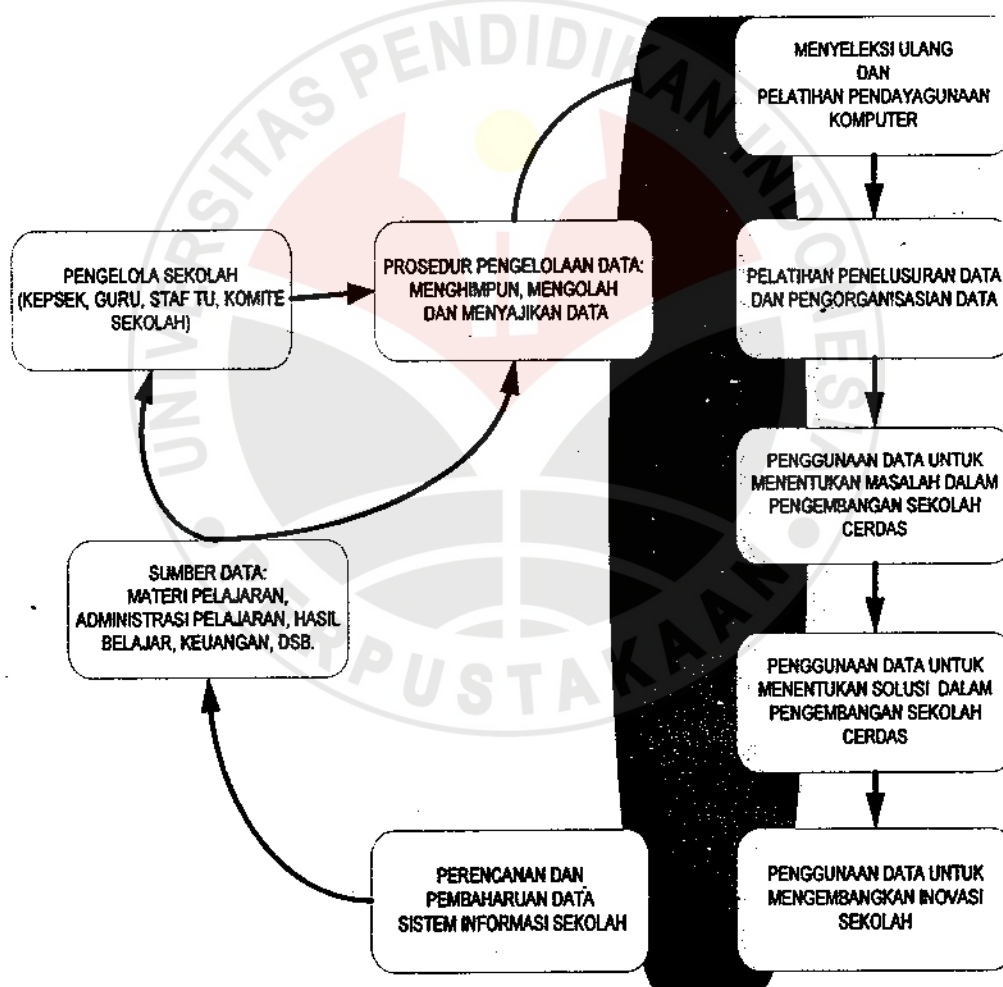 MENYELEKSI ULANG
DAN
PELATIHAN PENDAYAGUNAAN
KOMPUTER
PENGELOLA SEKOLAH
(KEPSEK, GURU, STAF TU, KOMITE
SEKOLAH)
PROSEDUR PENGELOLAAN DATA:
MENGHIMPUN, MENGOLAH
DAN MENYAJIKAN DATA
PELATIHAN PENELUSURAN DATA
DAN PENGORGANISASIAN DATA
PENGGUNAAN DATA UNTUK
MENENTUKAN MASALAH DALAM
PENGEMBANGAN SEKOLAH
CERDAS
SUMBER DATA:
MATERI PELAJARAN,
ADMINISTRASI PELAJARAN, HASIL
BELAJAR, KEUANGAN, DSB.
PENGGUNAAN DATA UNTUK
MENENTUKAN SOLUSI DALAM
PENGEMBANGAN SEKOLAH
CERDAS
PERENCANAN DAN
PEMBAHARUAN DATA
SISTEM INFORMASI SEKOLAH
PENGGUNAAN DATA UNTUK
MENGEMBANGKAN INOVASI
SEKOLAH
UNIVERSITAS PENDIDIKAN INDONESIA
PERPUSTAKAAN